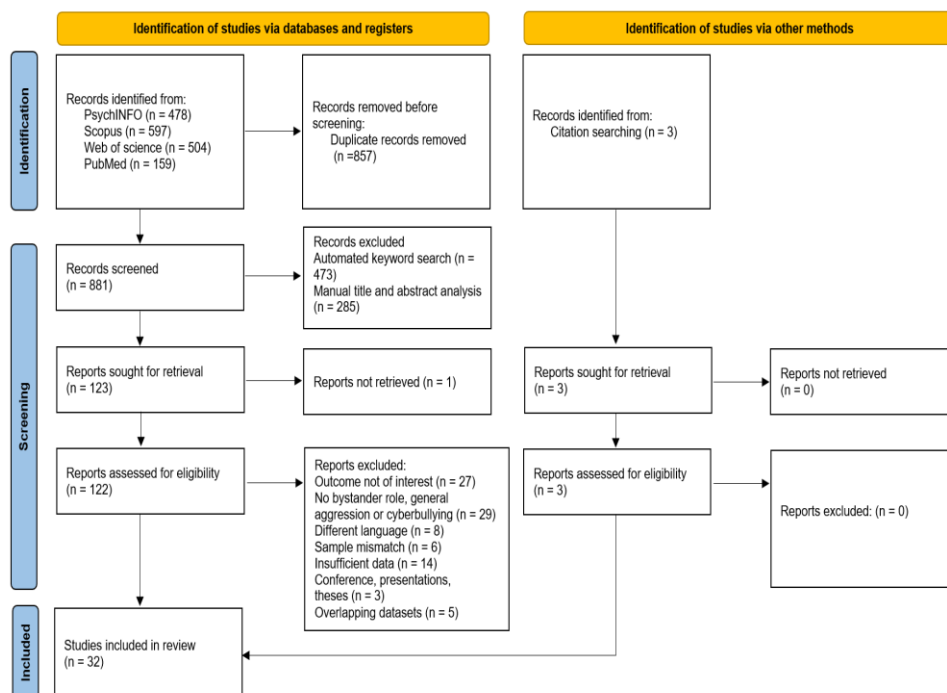 Identification of studies via databases and registers
Identification of studies via other methods
Identification
Records identified from:
PsychINFO (n = 478)
Scopus (n = 597)
Web of science (n = 504)
PubMed (n = 159)
Records removed before
screening:
Duplicate records removed
(n =857)
Records identified from:
Citation searching (n = 3)
Screening
Records screened
(n = 881)
Records excluded
Automated keyword search (n =
473)
Manual title and abstract analysis
(n = 285)
Reports sought for retrieval
(n = 123)
Reports not retrieved (n = 1)
Reports sought for retrieval
(n = 3)
Reports not retrieved
(n = 0)
Reports assessed for eligibility
(n = 122)
Reports excluded:
Outcome not of interest (n = 27)
No bystander role, general
aggression or cyberbullying (n = 29)
Different language (n = 8)
Sample mismatch (n = 6)
Insufficient data (n = 14)
Conference, presentations,
theses (n = 3)
Overlapping datasets (n = 5)
Reports assessed for eligibility
(n = 3)
Reports excluded: (n = 0)
Included
Studies included in review
(n = 32)